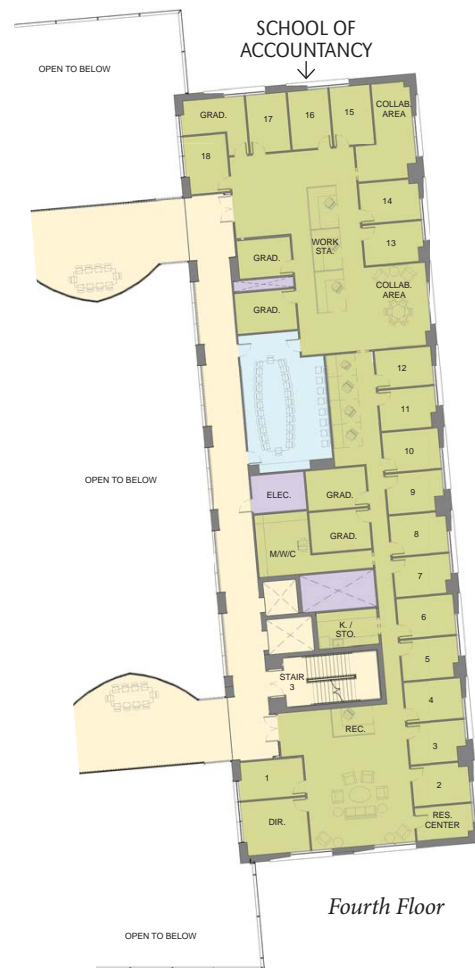 SCHOOL OF
ACCOUNTANCY
OPEN TO BELOW
GRAD.
17
16
15
COLLAB.
AREA
18
14
WORK
STA.
13
GRAD.
COLLAB.
AREA
GRAD.
12
11
10
OPEN TO BELOW
ELEC.
GRAD.
9
GRAD.
8
M/W/C
7
6
K. /
STO.
5
STAIR
3
4
REC.
3
1
2
DIR.
RES.
CENTER
Fourth Floor
OPEN TO BELOW